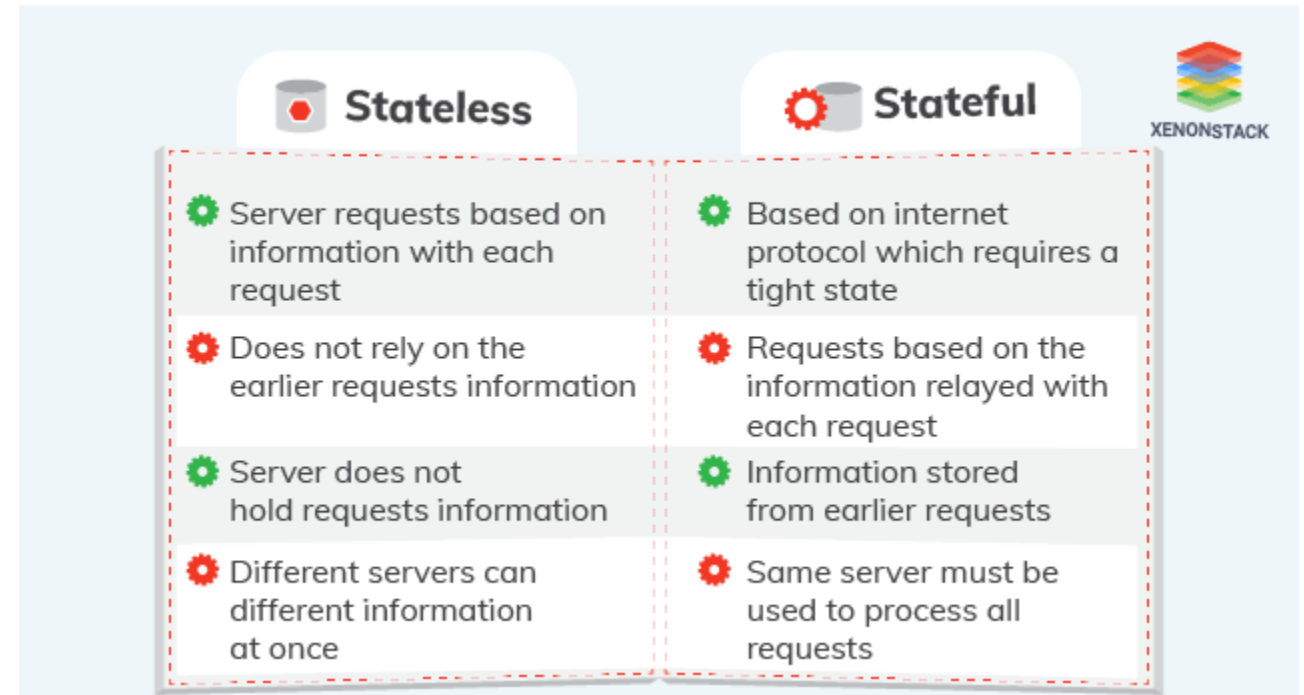 Stateless
Stateful
XENONSTACK
Server requests based on
information with each
request
Based on internet
protocol which requires a
tight state
Does not rely on the
earlier requests information
Requests based on the
information relayed with
each request
Server does not
hold requests information
Information stored
from earlier requests
Different servers can
different information
at once
Same server must be
used to process all
requests